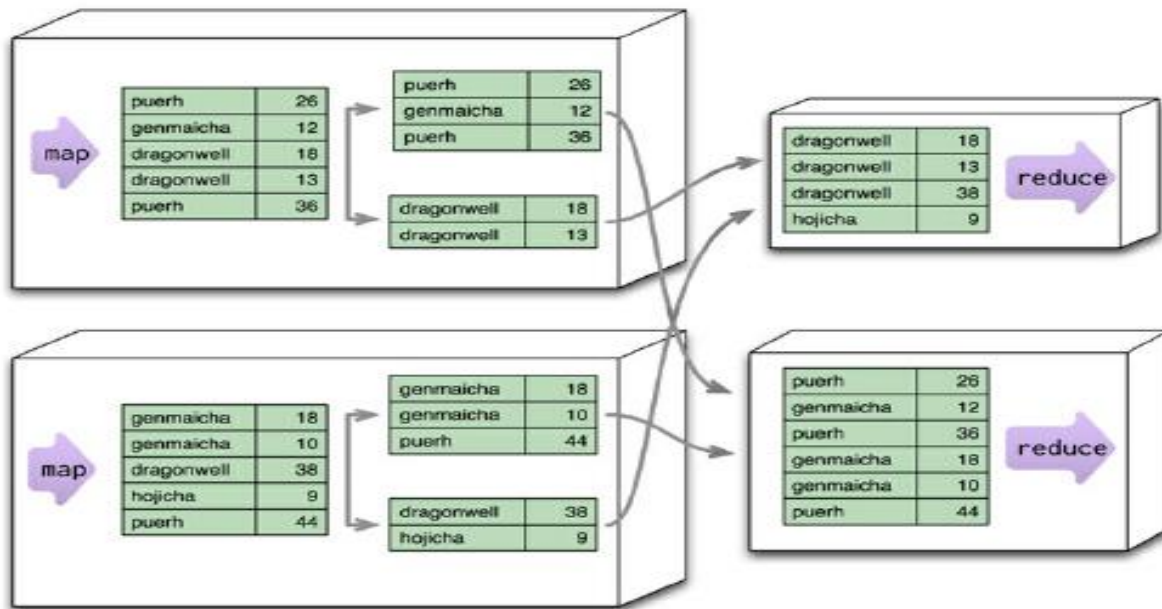 map
puerh 26
genmaicha 12
dragonwell 18
dragonwell 13
puerh 36
puerh 26
genmaicha 12
puerh 36
dragonwell 18
dragonwell 13
dragonwell 18
dragonwell 13
dragonwell 38
hojicha 9
reduce
map
genmaicha 18
genmaicha 10
dragonwell 38
hojicha 9
puerh 44
genmaicha 18
genmaicha 10
puerh 44
dragonwell 38
hojicha 9
puerh 26
genmaicha 12
puerh 36
genmaicha 18
genmaicha 10
puerh 44
reduce